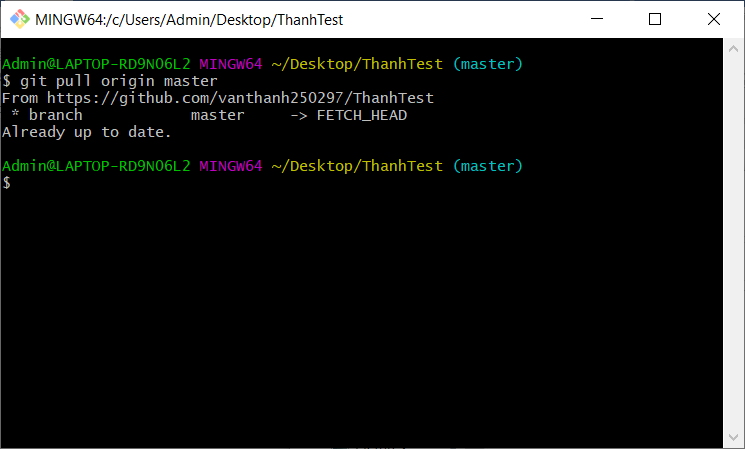 MINGW64:/c/Users/Admin/Desktop/ThanhTest
Admin@LAPTOP-RD9NO6L2 MINGW64 ~/Desktop/ThanhTest (master)
$ git pull origin master
From https://github.com/vanthanh250297/ThanhTest
 * branch            master     -> FETCH_HEAD
Already up to date.
Admin@LAPTOP-RD9NO6L2 MINGW64 ~/Desktop/ThanhTest (master)
$